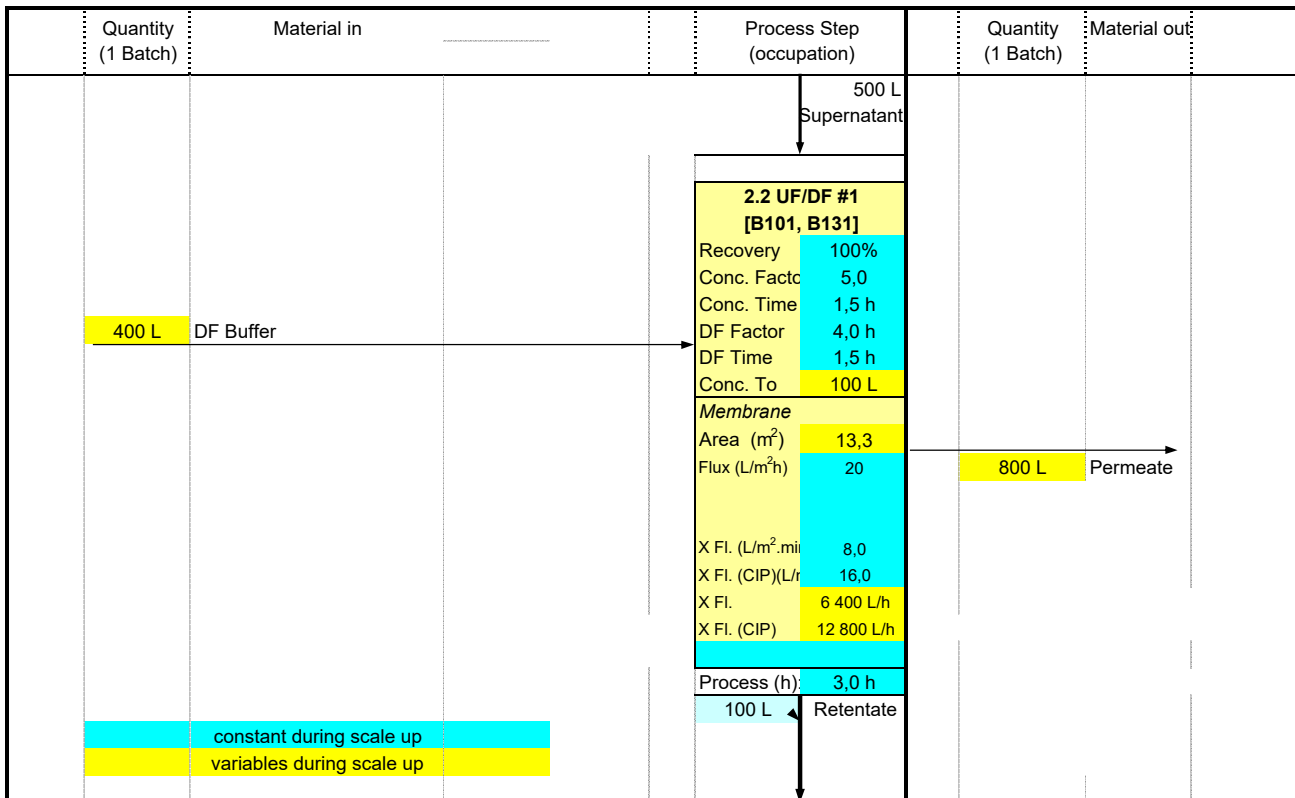 Quantity
(1 Batch)
Material in
Process Step
(occupation)
Quantity
(1 Batch)
Material out
500 L
Supernatant
2.2 UF/DF #1
[B101, B131]
Recovery 100%
Conc. Facto 5,0
Conc. Time 1,5 h
DF Factor 4,0 h
400 L DF Buffer
DF Time 1,5 h
Conc. To 100 L
Membrane
Area (m²) 13,3
Flux (L/m²h) 20
800 L Permeate
X Fl. (L/m².min 8,0
X Fl. (CIP)(L/r 16,0
X Fl. 6 400 L/h
X Fl. (CIP) 12 800 L/h
Process (h): 3,0 h
100 L Retentate
constant during scale up
variables during scale up